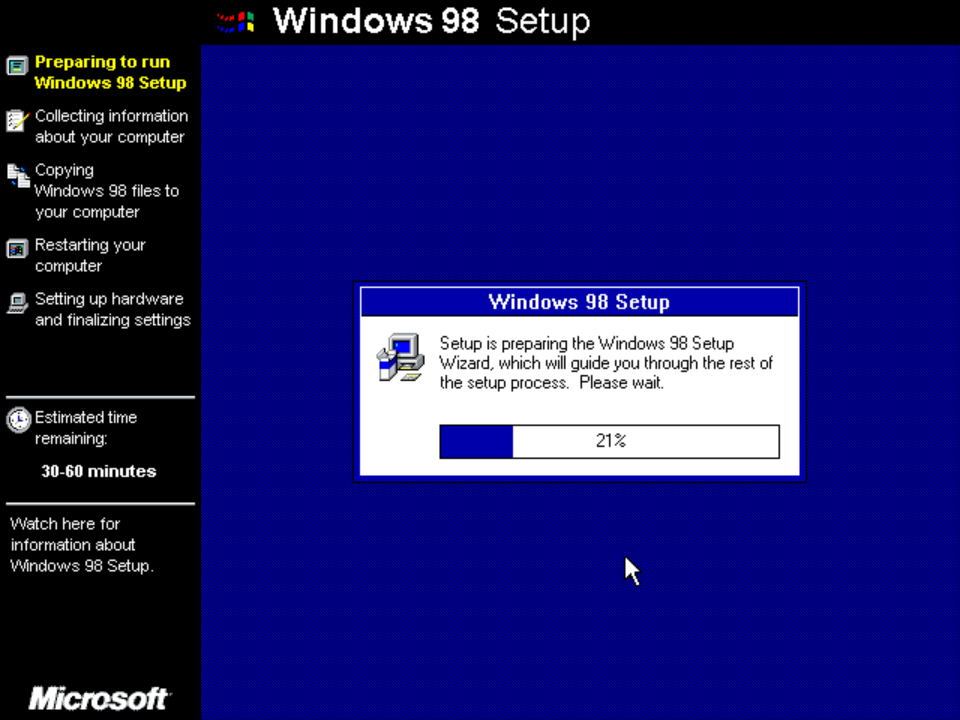 Windows 98 Setup
Preparing to run
Windows 98 Setup
Collecting information
about your computer
Copying
Windows 98 files to
your computer
Restarting your
computer
Setting up hardware
and finalizing settings
Estimated time
remaining:
30-60 minutes
Watch here for
information about
Windows 98 Setup.
Microsoft
Windows 98 Setup
Setup is preparing the Windows 98 Setup
Wizard, which will guide you through the rest of
the setup process.  Please wait.
21%